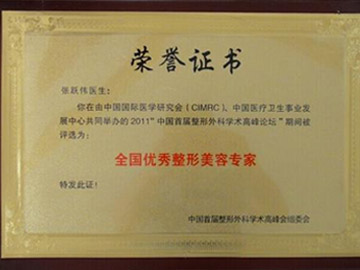 荣誉证书
张跃伟医生：
你在由中国国际医学研究会（CIMRC）、中国医疗卫生事业发
展中心共同举办的2011“中国首届整形外科学术高峰论坛”期间被
评选为：
全国优秀整形美容专家
特发此证：
中国首届整形外科学术高峰会组委会